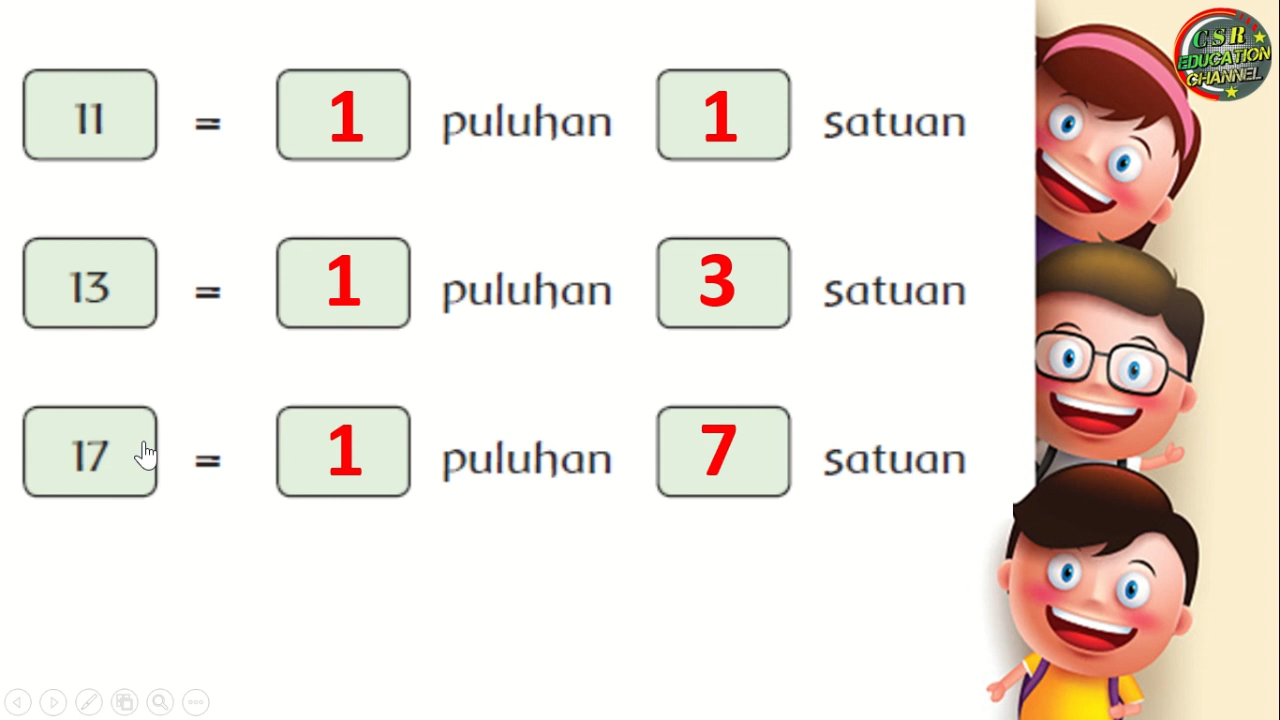 CSR
EDUCATION
CHANNEL
11 = 1 puluhan 1 satuan
13 = 1 puluhan 3 satuan
17 = 1 puluhan 7 satuan